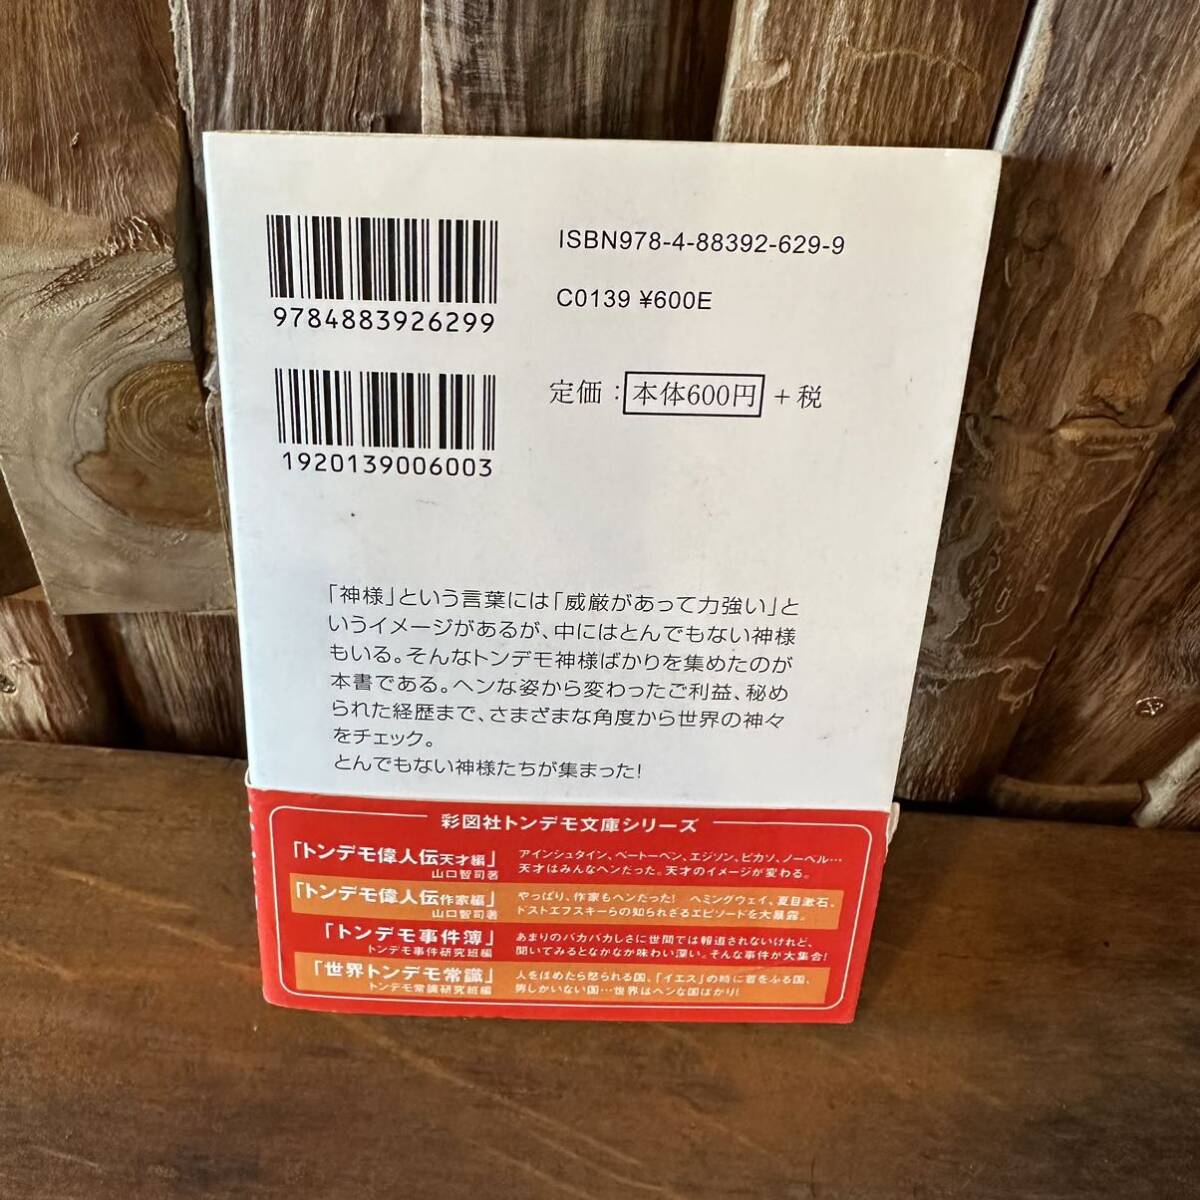 ISBN978-4-88392-629-9
9784883926299
C0139 ¥600E
定価：本体600円＋税
1920139006003
「神様」という言葉には「威厳があって力強い」と
いうイメージがあるが、中にはとんでもない神様
もいる。そんなトンデモ神様ばかりを集めたのが
本書である。ヘンな姿から変わったご利益、秘め
られた経歴まで、さまざまな角度から世界の神々
をチェック。
とんでもない神様たちが集まった！
彩図社トンデモ文庫シリーズ
「トンデモ偉人伝天才編」
山口智司著
アインシュタイン、ベートーベン、エジソン、ピカソ、ノーベル…
天才はみんなヘンだった。天才のイメージが変わる。
「トンデモ偉人伝作家編」
山口智司著
やっぱり、作家もヘンだった！　ヘミングウェイ、夏目漱石、
ドストエフスキーらの知られざるエピソードを大暴露。
「トンデモ事件簿」
トンデモ事件研究班編
あまりのバカバカしさに世間では報道されないけれど、
聞いてみるとなかなか味わい深い。そんな事件が大集合！
「世界トンデモ常識」
トンデモ常識研究班編
人をほめたら怒られる国、「イエス」の時に首をふる国、
男しかいない国…世界はヘンな国ばかり！